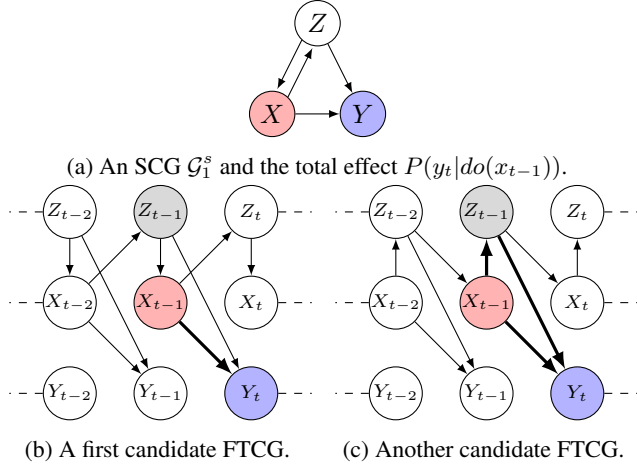 Z
X Y
(a) An SCG $\mathcal{G}_1^s$ and the total effect $P(y_t|do(x_{t-1}))$.
$Z_{t-2}$ $Z_{t-1}$ $Z_t$ $Z_{t-2}$ $Z_{t-1}$ $Z_t$
$X_{t-2}$ $X_{t-1}$ $X_t$ $X_{t-2}$ $X_{t-1}$ $X_t$
$Y_{t-2}$ $Y_{t-1}$ $Y_t$ $Y_{t-2}$ $Y_{t-1}$ $Y_t$
(b) A first candidate FTCG. (c) Another candidate FTCG.